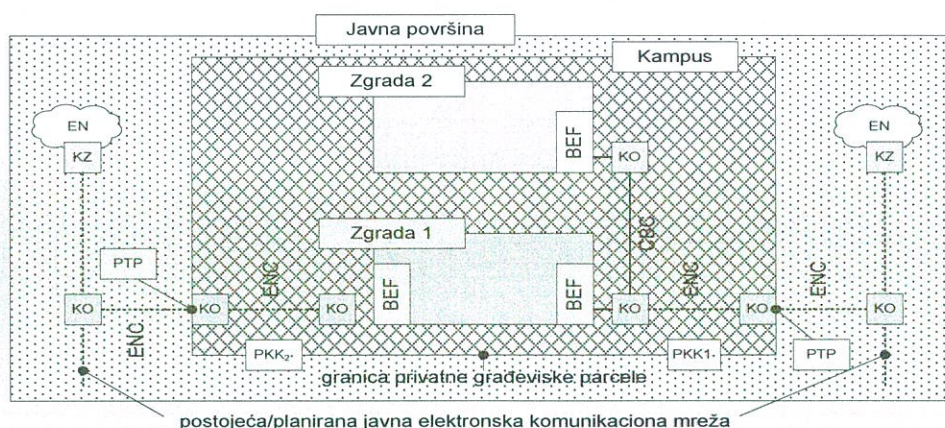 Javna površina
Kampus
Zgrada 2
EN
EN
KZ
BEF
KO
KZ
CBC
Zgrada 1
PTP
ENC
BEF
BEF
ENC
ENC
KO
KO
KO
KO
KO
KO
ENC
PKK₂-
PKK1-
PTP
granica privatne građeviske parcele
postojeća/planirana javna elektronska komunikaciona mreža